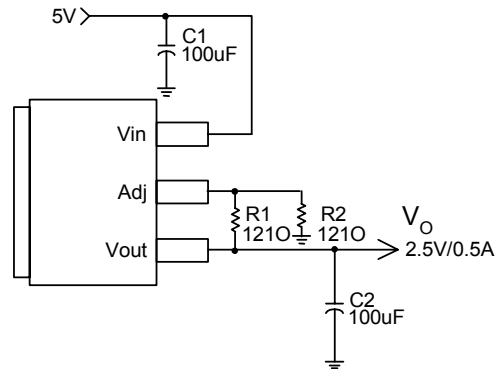 5V
C1
100uF
Vin
Adj
R1
121O
R2
121O
Vout
VO
2.5V/0.5A
C2
100uF